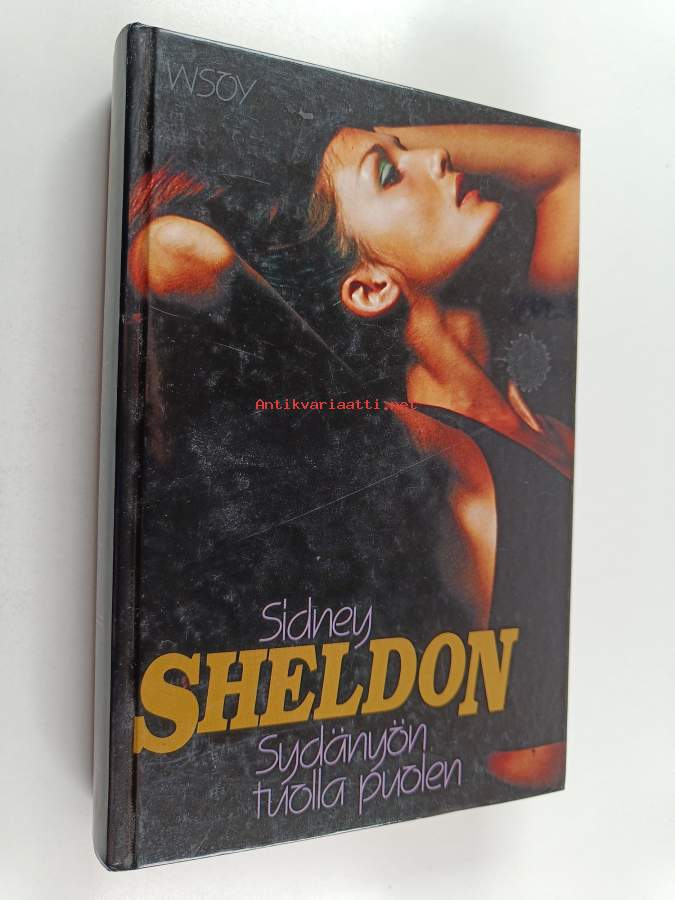 WSOY
Antikvariaatti.net
Sidney
SHELDON
Sydänyön
tuolla puolen